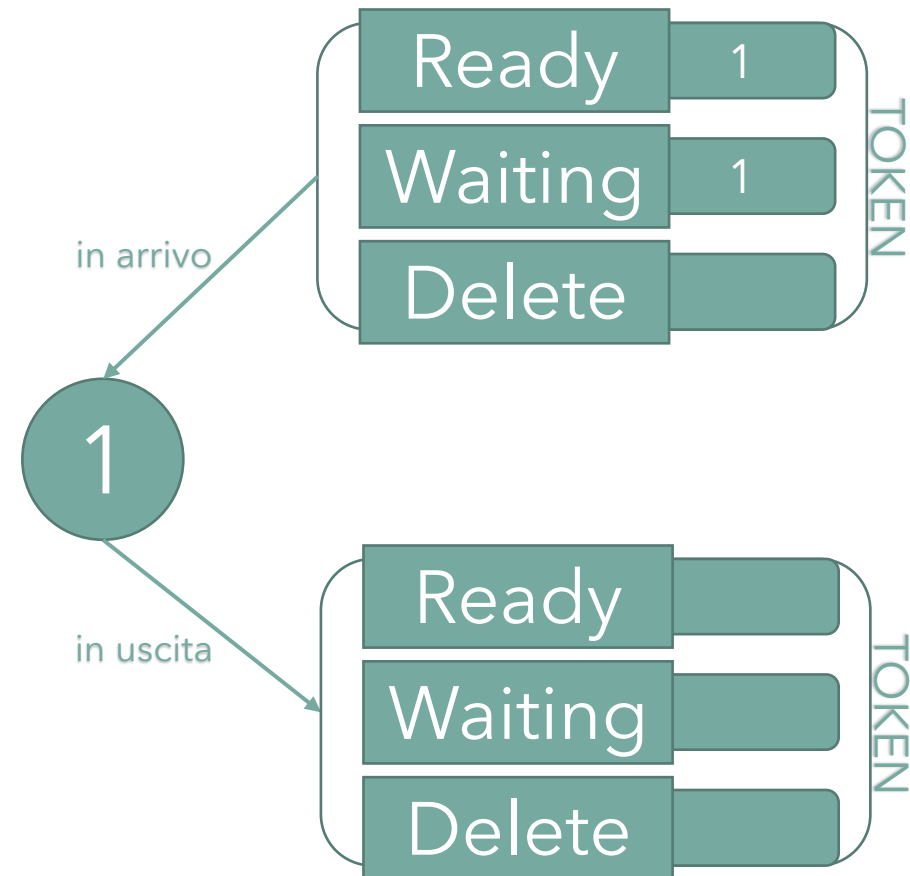 Ready 1
Waiting 1
Delete
TOKEN
in arrivo
1
in uscita
Ready
Waiting
Delete
TOKEN